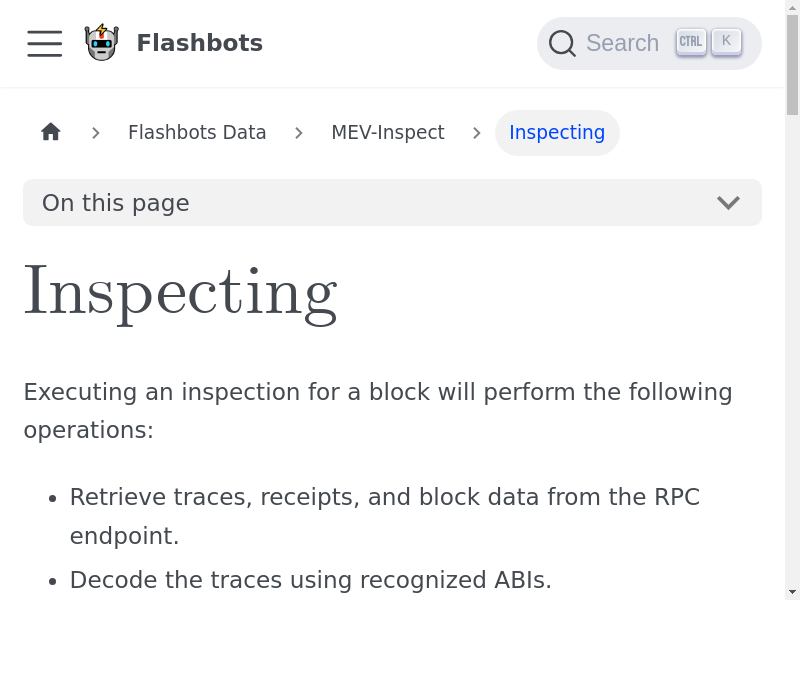 Flashbots
Search CTRL K
Flashbots Data MEV-Inspect Inspecting
On this page
Inspecting
Executing an inspection for a block will perform the following
operations:
Retrieve traces, receipts, and block data from the RPC
endpoint.
Decode the traces using recognized ABIs.